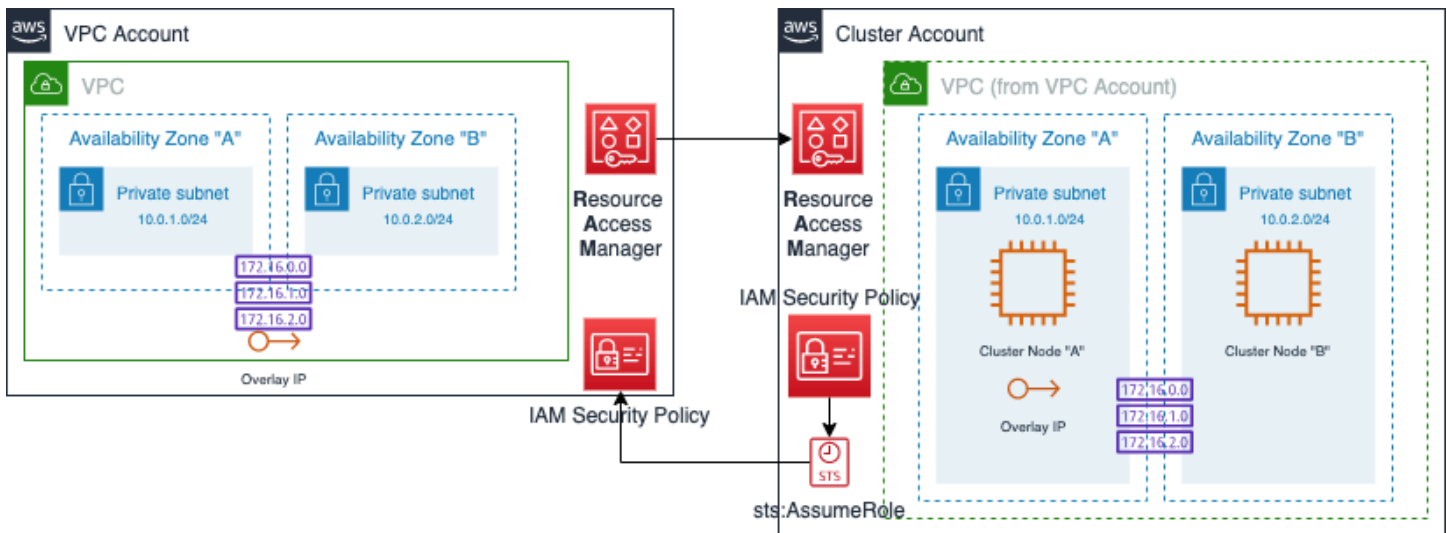 aws
VPC Account
VPC
Availability Zone "A"
Private subnet
10.0.1.0/24
Availability Zone "B"
Private subnet
10.0.2.0/24
172.16.0.0
172.16.1.0
172.16.2.0
Overlay IP
Resource
Access
Manager
IAM Security Policy
aws
Cluster Account
Resource
Access
Manager
IAM Security Policy
STS
sts:AssumeRole
VPC (from VPC Account)
Availability Zone "A"
Private subnet
10.0.1.0/24
Cluster Node "A"
Overlay IP
Availability Zone "B"
Private subnet
10.0.2.0/24
Cluster Node "B"
172.16.0.0
172.16.1.0
172.16.2.0